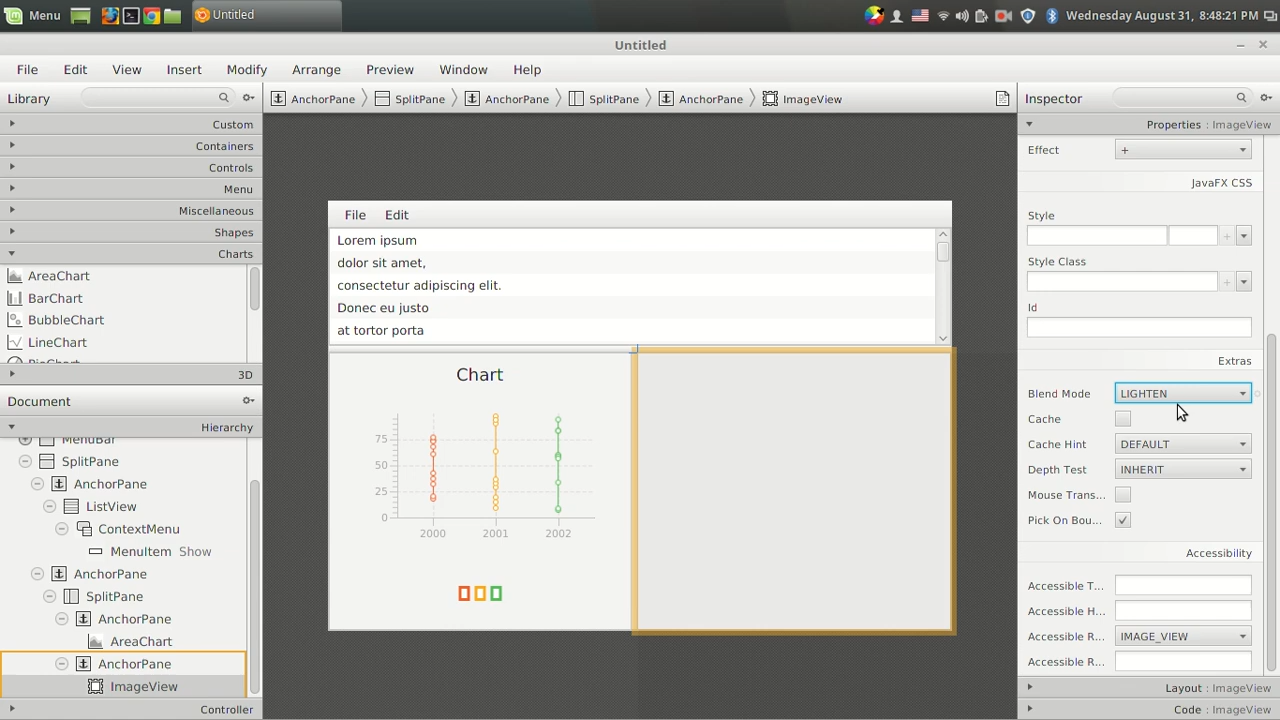 Menu
Untitled
Wednesday August 31, 8:48:21 PM
Untitled
File Edit View Insert Modify Arrange Preview Window Help
Library
AnchorPane SplitPane AnchorPane SplitPane AnchorPane ImageView
Inspector
Custom
Containers
Controls
Menu
Miscellaneous
Shapes
Charts
AreaChart
BarChart
BubbleChart
LineChart
3D
Document
Hierarchy
MenuBar
SplitPane
AnchorPane
ListView
ContextMenu
MenuItem Show
AnchorPane
SplitPane
AnchorPane
AreaChart
AnchorPane
ImageView
Controller
File Edit
Lorem ipsum
dolor sit amet,
consectetur adipiscing elit.
Donec eu justo
at tortor porta
Chart
75
50
25
0
2000 2001 2002
Properties : ImageView
Effect +
JavaFX CSS
Style
Style Class
Id
Extras
Blend Mode LIGHTEN
Cache
Cache Hint DEFAULT
Depth Test INHERIT
Mouse Trans...
Pick On Bou...
Accessibility
Accessible T...
Accessible H...
Accessible R... IMAGE_VIEW
Accessible R...
Layout : ImageView
Code : ImageView